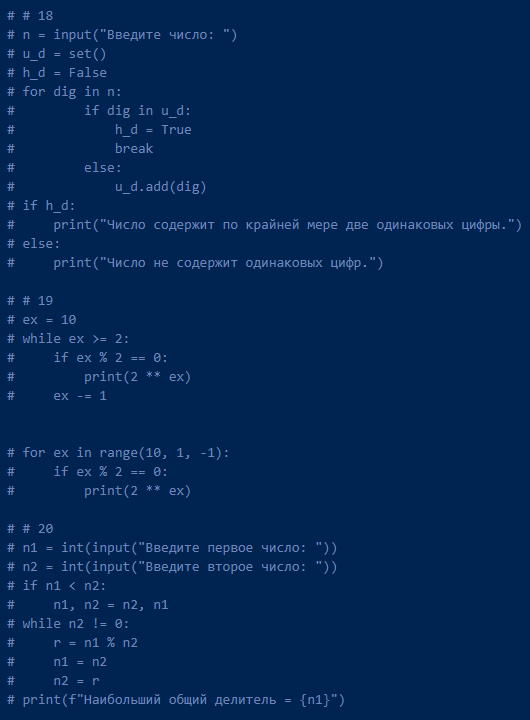 # # 18
# n = input("Введите число: ")
# u_d = set()
# h_d = False
# for dig in n:
#         if dig in u_d:
#             h_d = True
#             break
#         else:
#             u_d.add(dig)
# if h_d:
#     print("Число содержит по крайней мере две одинаковых цифры.")
# else:
#     print("Число не содержит одинаковых цифр.")

# # 19
# ex = 10
# while ex >= 2:
#     if ex % 2 == 0:
#         print(2 ** ex)
#     ex -= 1


# for ex in range(10, 1, -1):
#     if ex % 2 == 0:
#         print(2 ** ex)

# # 20
# n1 = int(input("Введите первое число: "))
# n2 = int(input("Введите второе число: "))
# if n1 < n2:
#     n1, n2 = n2, n1
# while n2 != 0:
#     r = n1 % n2
#     n1 = n2
#     n2 = r
# print(f"Наибольший общий делитель = {n1}")